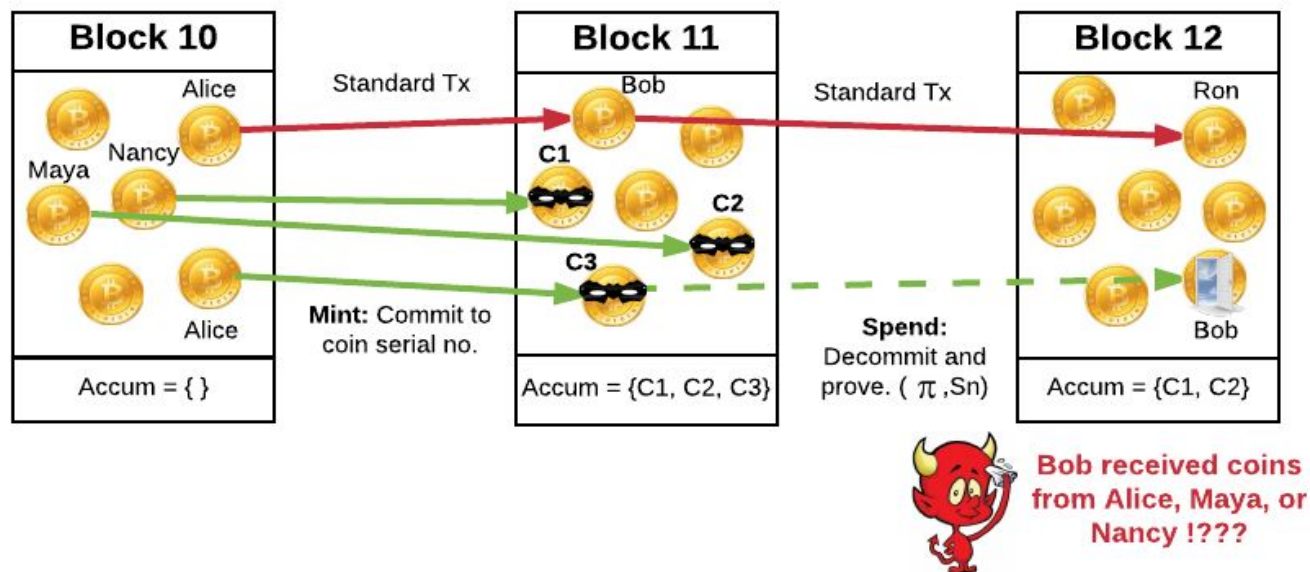 Block 10
Alice
Nancy
Maya
Alice
Accum = { }
Standard Tx
Mint: Commit to
coin serial no.
Block 11
Bob
C1
C2
C3
Accum = {C1, C2, C3}
Standard Tx
Spend:
Decommit and
prove. ( π ,Sn)
Block 12
Ron
Bob
Accum = {C1, C2}
Bob received coins
from Alice, Maya, or
Nancy !???